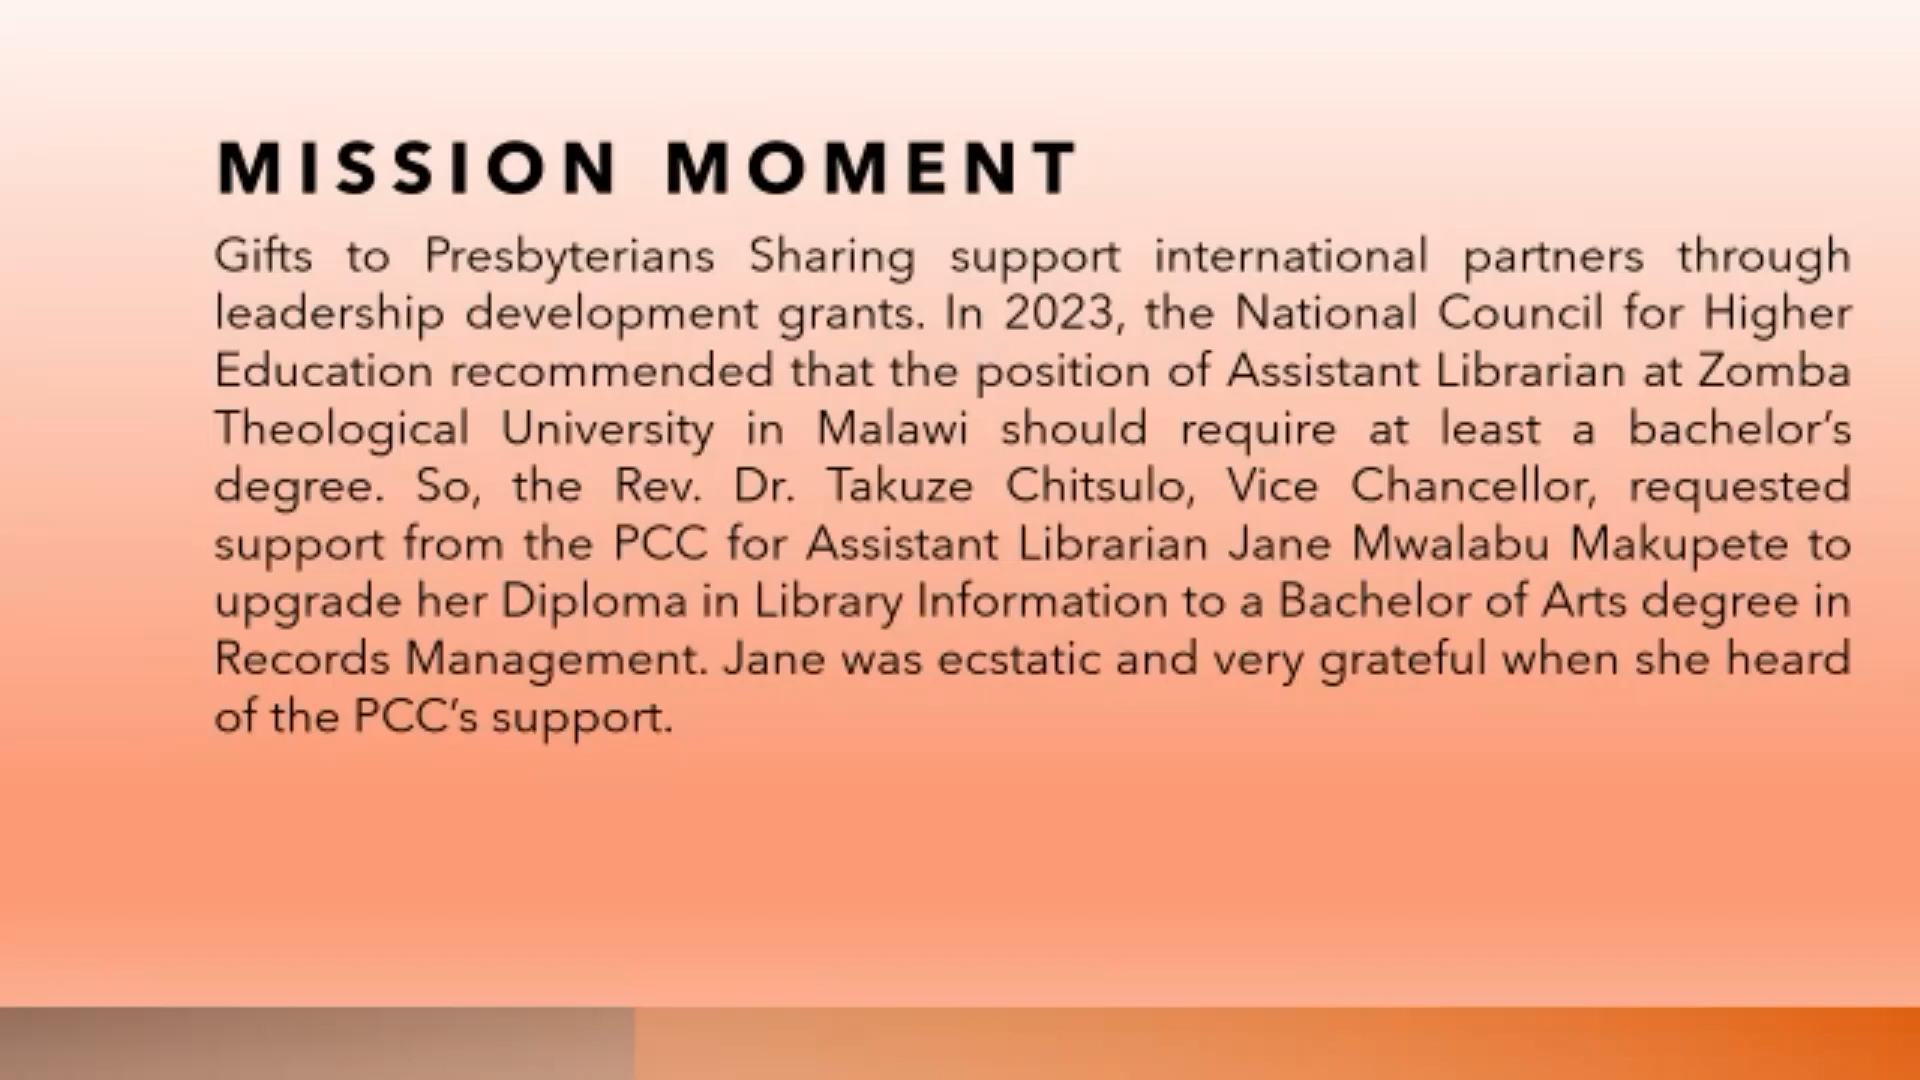 MISSION MOMENT
Gifts to Presbyterians Sharing support international partners through
leadership development grants. In 2023, the National Council for Higher
Education recommended that the position of Assistant Librarian at Zomba
Theological University in Malawi should require at least a bachelor’s
degree. So, the Rev. Dr. Takuze Chitsulo, Vice Chancellor, requested
support from the PCC for Assistant Librarian Jane Mwalabu Makupete to
upgrade her Diploma in Library Information to a Bachelor of Arts degree in
Records Management. Jane was ecstatic and very grateful when she heard
of the PCC’s support.